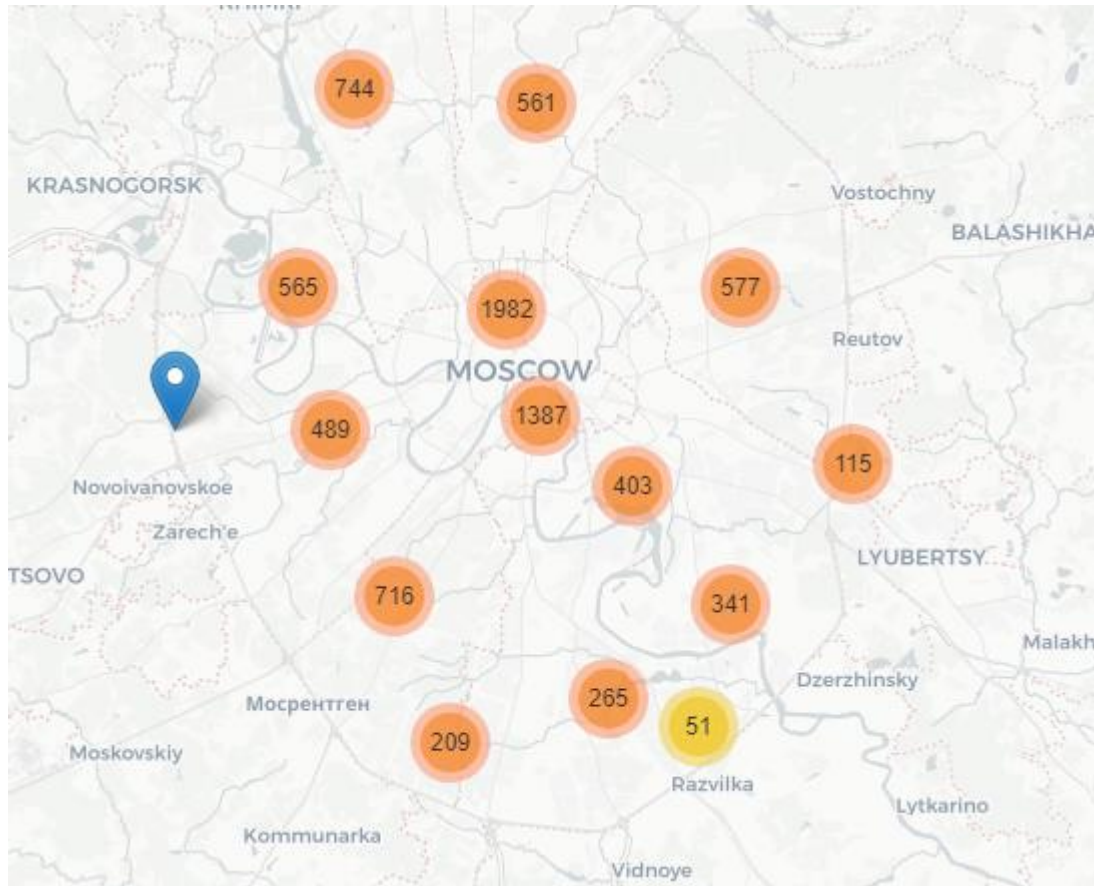 KHIMKI
744
561
KRASNOGORSK
Vostochny
BALASHIKHA
565
1982
577
Reutov
MOSCOW
1387
489
115
403
Novoivanovskoe
Zarech'e
LYUBERTSY
TSOVO
716
341
Malakh
Dzerzhinsky
265
Мосрентген
51
209
Moskovskiy
Razvilka
Lytkarino
Kommunarka
Vidnoye